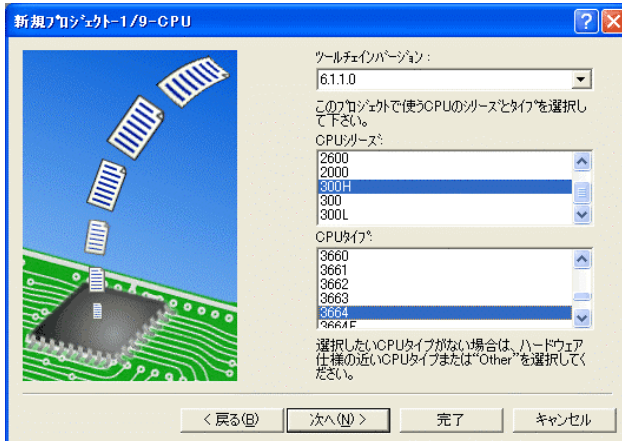 新規プロジェクト-1/9-CPU
ツールチェインバージョン :
6.1.1.0
このプロジェクトで使うCPUのシリーズとタイプを選択し
て下さい。
CPUシリーズ:
2600
2000
300H
300
300L
CPUタイプ:
3660
3661
3662
3663
3664
3664F
選択したいCPUタイプがない場合は、ハードウェア
仕様の近いCPUタイプまたは“Other”を選択してく
ださい。
< 戻る(B)
次へ(N) >
完了
キャンセル